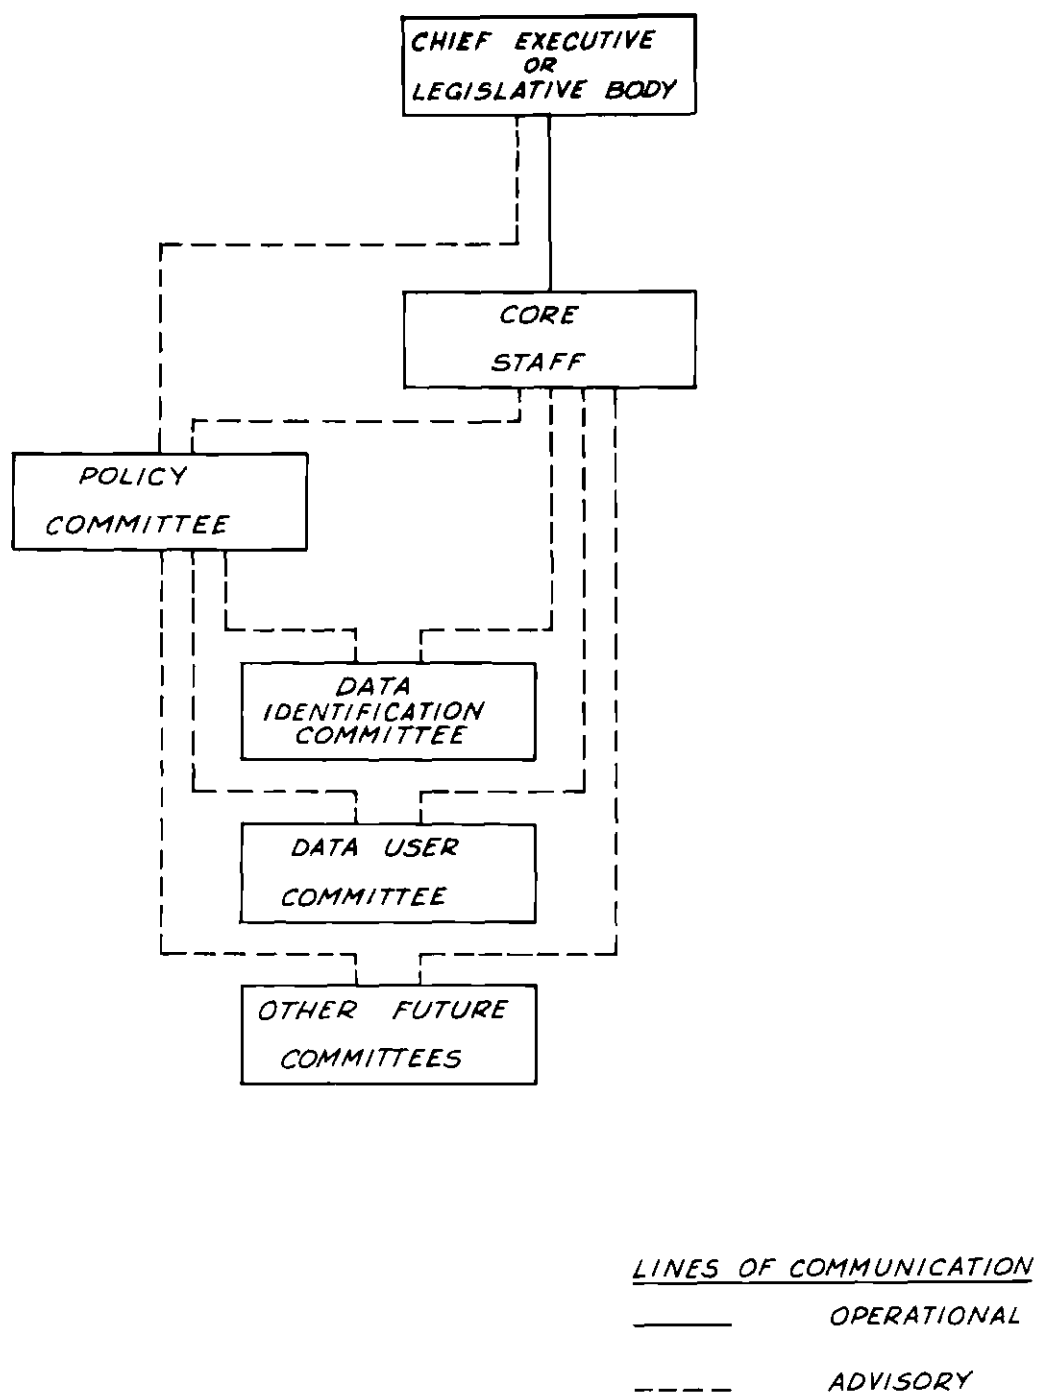 CHIEF EXECUTIVE
OR
LEGISLATIVE BODY
CORE
STAFF
POLICY
COMMITTEE
DATA
IDENTIFICATION
COMMITTEE
DATA USER
COMMITTEE
OTHER FUTURE
COMMITTEES
LINES OF COMMUNICATION
OPERATIONAL
ADVISORY